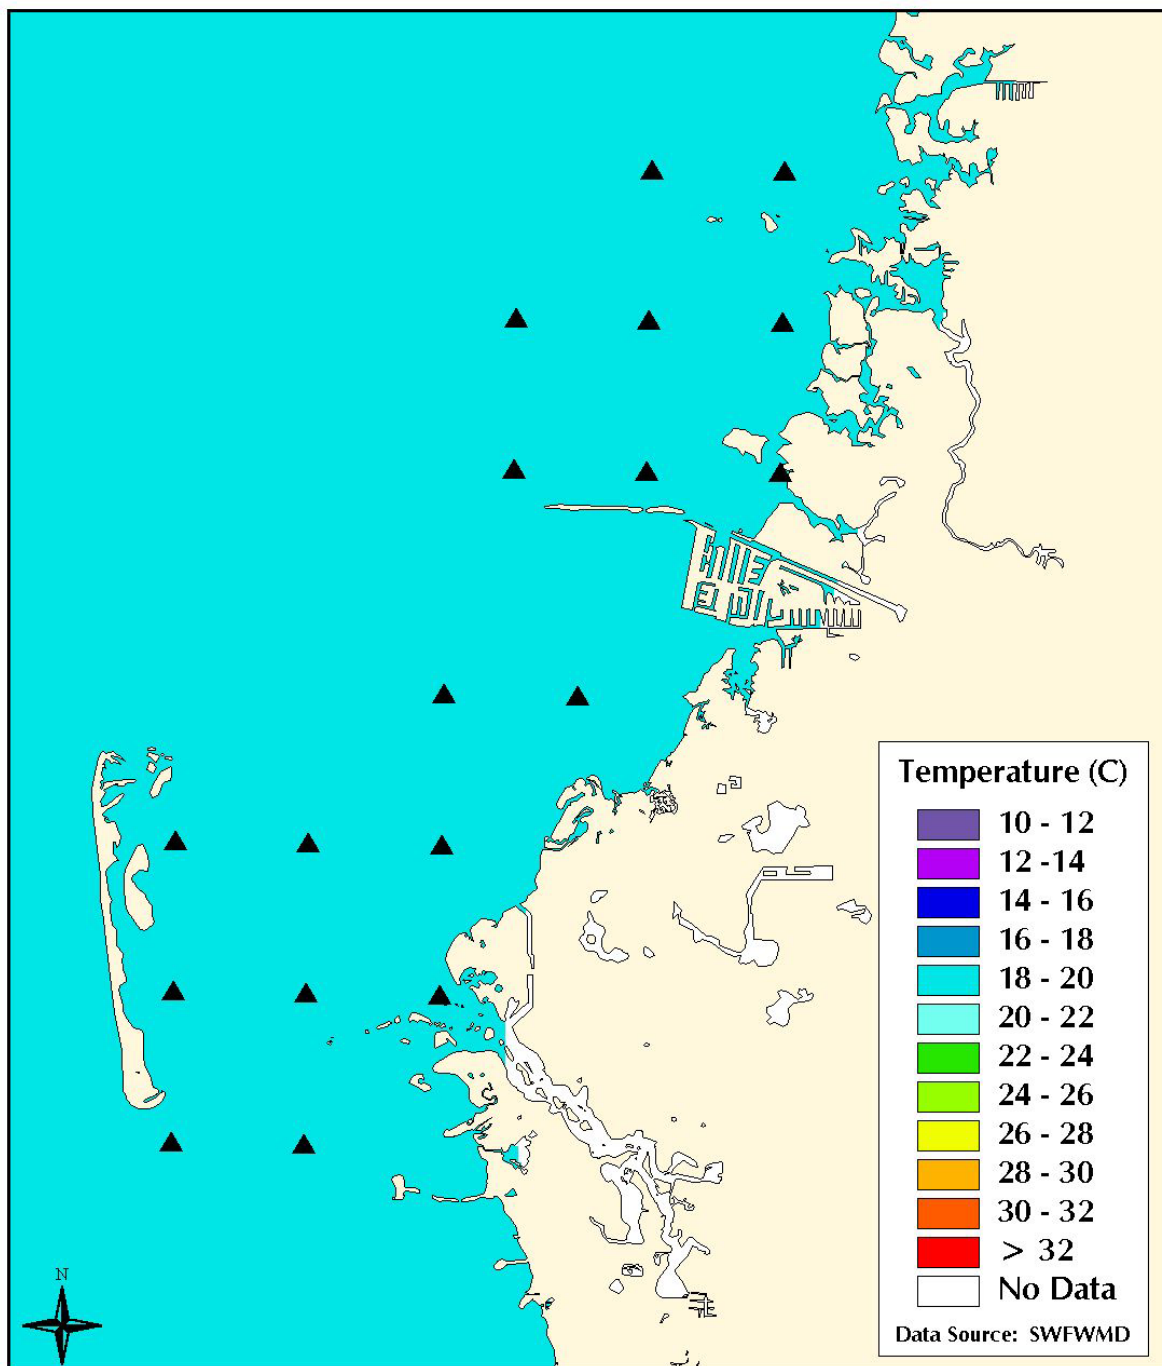 Temperature (C)
10 - 12
12 -14
14 - 16
16 - 18
18 - 20
20 - 22
22 - 24
24 - 26
26 - 28
28 - 30
30 - 32
> 32
No Data
Data Source: SWFWMD
N